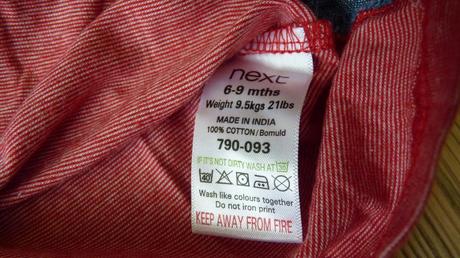 next
6-9 mths
Weight 9.5kgs 21lbs
MADE IN INDIA
100% COTTON/Bomuld
790-093
IF IT'S NOT DIRTY WASH AT 30
40
Wash like colours together
Do not iron print
KEEP AWAY FROM FIRE